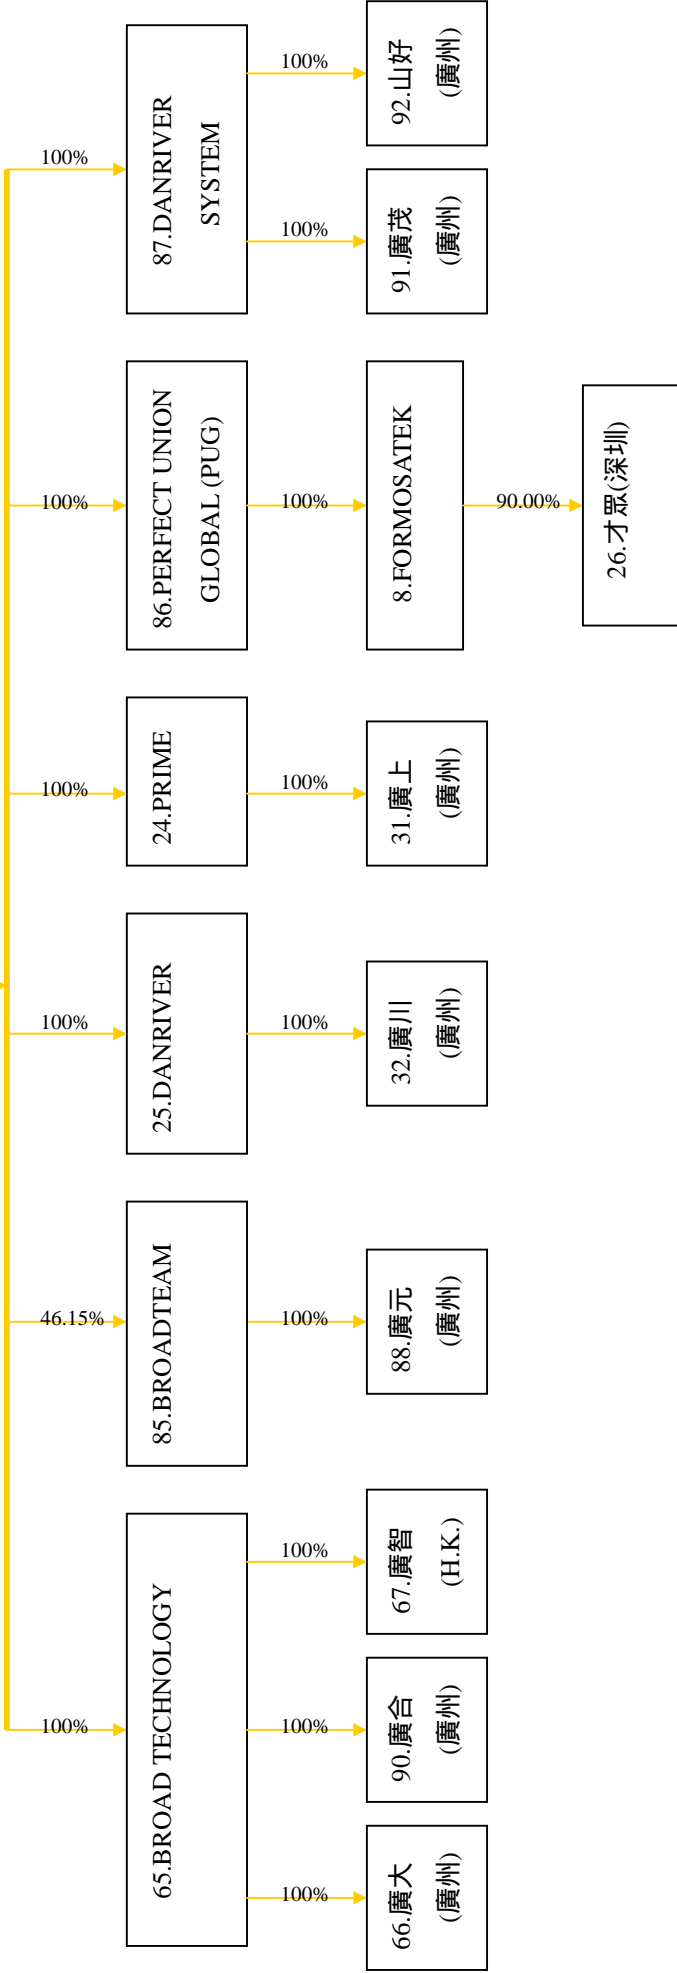 100%
87.DANRIVER
SYSTEM
100%
92.山好
(廣州)
100%
91.廣茂
(廣州)
100%
86.PERFECT UNION
GLOBAL (PUG)
100%
8.FORMOSATEK
90.00%
26.才眾(深圳)
100%
24.PRIME
100%
31.廣上
(廣州)
100%
25.DANRIVER
100%
32.廣川
(廣州)
46.15%
85.BROADTEAM
100%
88.廣元
(廣州)
100%
65.BROAD TECHNOLOGY
100%
67.廣智
(H.K.)
100%
90.廣合
(廣州)
100%
66.廣大
(廣州)